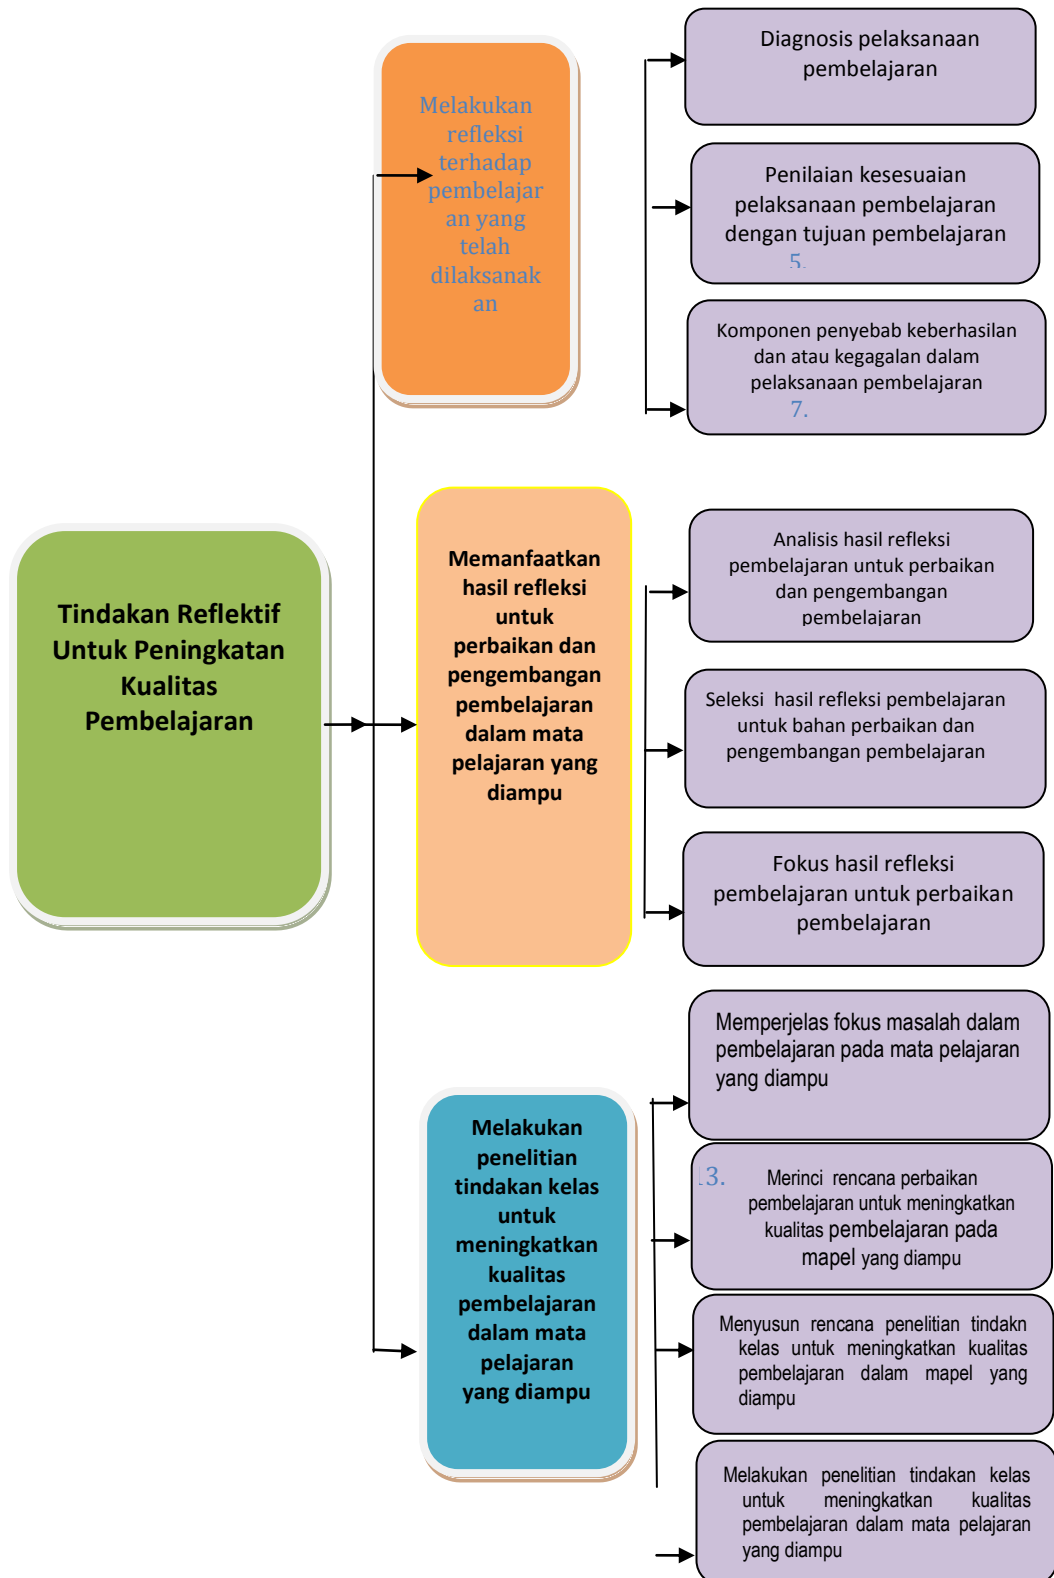 Tindakan Reflektif
Untuk Peningkatan
Kualitas
Pembelajaran
Melakukan
refleksi
terhadap
pembelajar
an yang
telah
dilaksanak
an
Diagnosis pelaksanaan
pembelajaran
Penilaian kesesuaian
pelaksanaan pembelajaran
dengan tujuan pembelajaran
5.
Komponen penyebab keberhasilan
dan atau kegagalan dalam
pelaksanaan pembelajaran
7.
Memanfaatkan
hasil refleksi
untuk
perbaikan dan
pengembangan
pembelajaran
dalam mata
pelajaran yang
diampu
Analisis hasil refleksi
pembelajaran untuk perbaikan
dan pengembangan
pembelajaran
Seleksi hasil refleksi pembelajaran
untuk bahan perbaikan dan
pengembangan pembelajaran
Fokus hasil refleksi
pembelajaran untuk perbaikan
pembelajaran
Melakukan
penelitian
tindakan kelas
untuk
meningkatkan
kualitas
pembelajaran
dalam mata
pelajaran
yang diampu
Memperjelas fokus masalah dalam
pembelajaran pada mata pelajaran
yang diampu
13. Merinci rencana perbaikan
pembelajaran untuk meningkatkan
kualitas pembelajaran pada
mapel yang diampu
Menyusun rencana penelitian tindakn
kelas untuk meningkatkan kualitas
pembelajaran dalam mapel yang
diampu
Melakukan penelitian tindakan kelas
untuk meningkatkan kualitas
pembelajaran dalam mata pelajaran
yang diampu